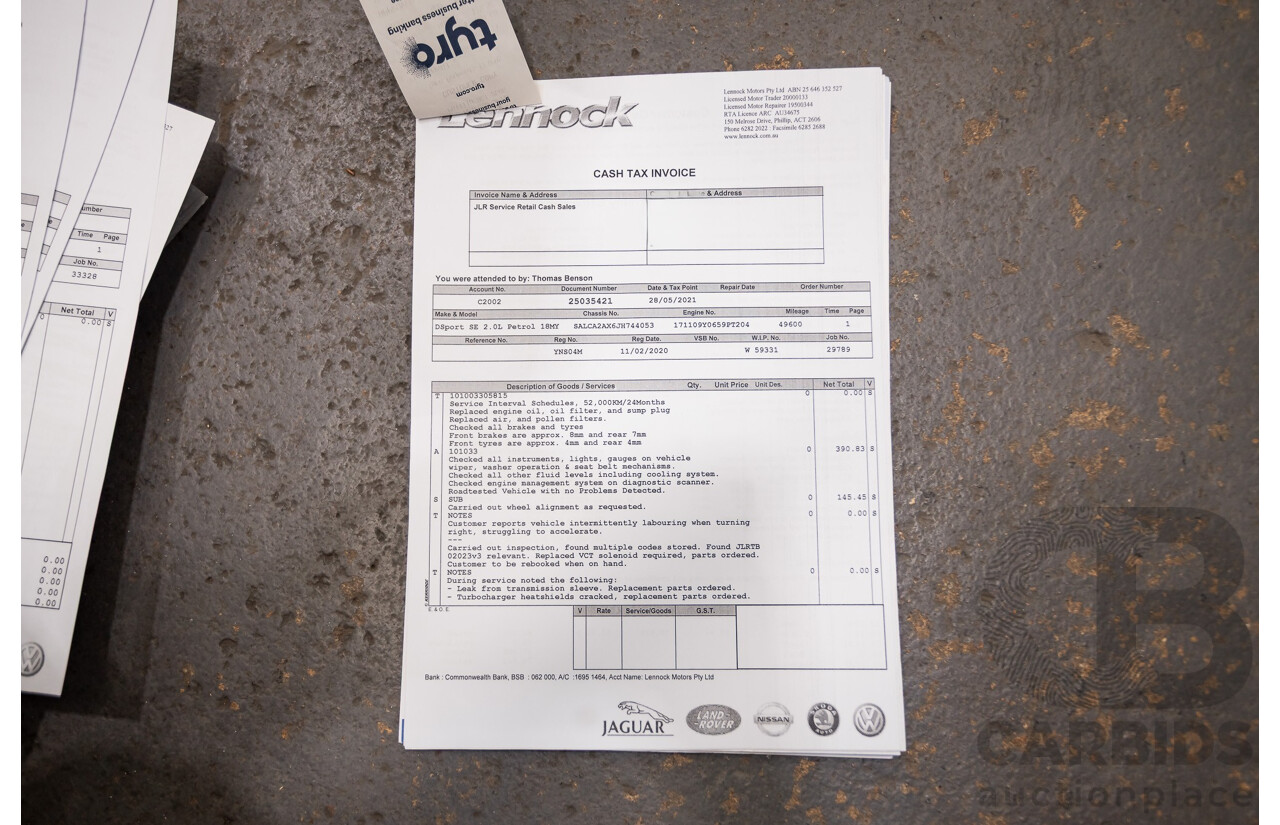 tter business banking
tyro
tyro.com
your business
Lennock
Lennock Motors Pty Ltd ABN 25 646 352 527
Licensed Motor Trader 20000133
Licensed Motor Repairer 19500344
RTA Licence ARC AU34675
150 Melrose Drive, Phillip, ACT 2606
Phone 6282 2022 : Facsimile 6285 2688
www.lennock.com.au
CASH TAX INVOICE
Invoice Name & Address & Address
JLR Service Retail Cash Sales
You were attended to by: Thomas Benson
Account No. Document Number Date & Tax Point Repair Date Order Number
C2002 25035421 28/05/2021
Make & Model Chassis No. Engine No. Mileage Time Page
DSport SE 2.0L Petrol 18MY SALCA2AX6JH744053 171109Y0659PT204 49600 1
Reference No. Reg No. Reg Date. VSB No. W.I.P. No. Job No.
YNS04M 11/02/2020 W 59331 29789
Description of Goods / Services Qty. Unit Price Unit Des. Net Total V
T 101003305815 0 0.00 S
Service Interval Schedules, 52,000KM/24Months
Replaced engine oil, oil filter, and sump plug
Replaced air, and pollen filters.
Checked all brakes and tyres
Front brakes are approx. 8mm and rear 7mm
Front tyres are approx. 4mm and rear 4mm
A 101033 0 390.83 S
Checked all instruments, lights, gauges on vehicle
wiper, washer operation & seat belt mechanisms.
Checked all other fluid levels including cooling system.
Checked engine management system on diagnostic scanner.
Roadtested Vehicle with no Problems Detected.
S SUB 0 145.45 S
Carried out wheel alignment as requested.
T NOTES 0 0.00 S
Customer reports vehicle intermittently labouring when turning
right, struggling to accelerate.
---
Carried out inspection, found multiple codes stored. Found JLRTB
02023v3 relevant. Replaced VCT solenoid required, parts ordered.
Customer to be rebooked when on hand.
T NOTES 0 0.00 S
During service noted the following:
- Leak from transmission sleeve. Replacement parts ordered.
- Turbocharger heatshields cracked, replacement parts ordered.
E & O E.
V Rate Service/Goods G.S.T.
Bank : Commonwealth Bank, BSB : 062 000, A/C :1695 1464, Acct Name: Lennock Motors Pty Ltd
JAGUAR LAND ROVER NISSAN SKODA AUTO
umber
Time Page
1
Job No.
33328
Net Total V
0 0.00 S
0.00
0.00
0.00
0.00
0.00
CARBIDS
auctionplace